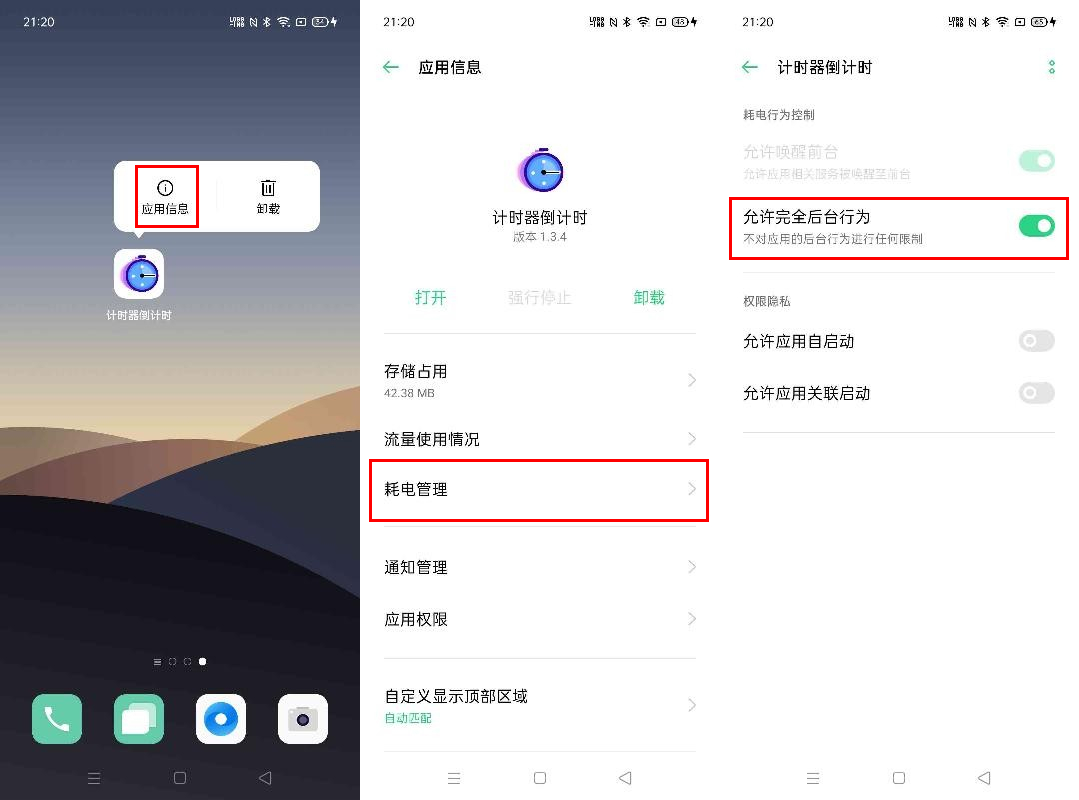 21:20
应用信息
卸载
计时器倒计时
21:20
应用信息
计时器倒计时
版本 1.3.4
打开
强行停止
卸载
存储占用
42.38 MB
流量使用情况
耗电管理
通知管理
应用权限
自定义显示顶部区域
自动匹配
21:20
计时器倒计时
耗电行为控制
允许唤醒前台
允许应用相关服务被唤醒至前台
允许完全后台行为
不对应用的后台行为进行任何限制
权限隐私
允许应用自启动
允许应用关联启动